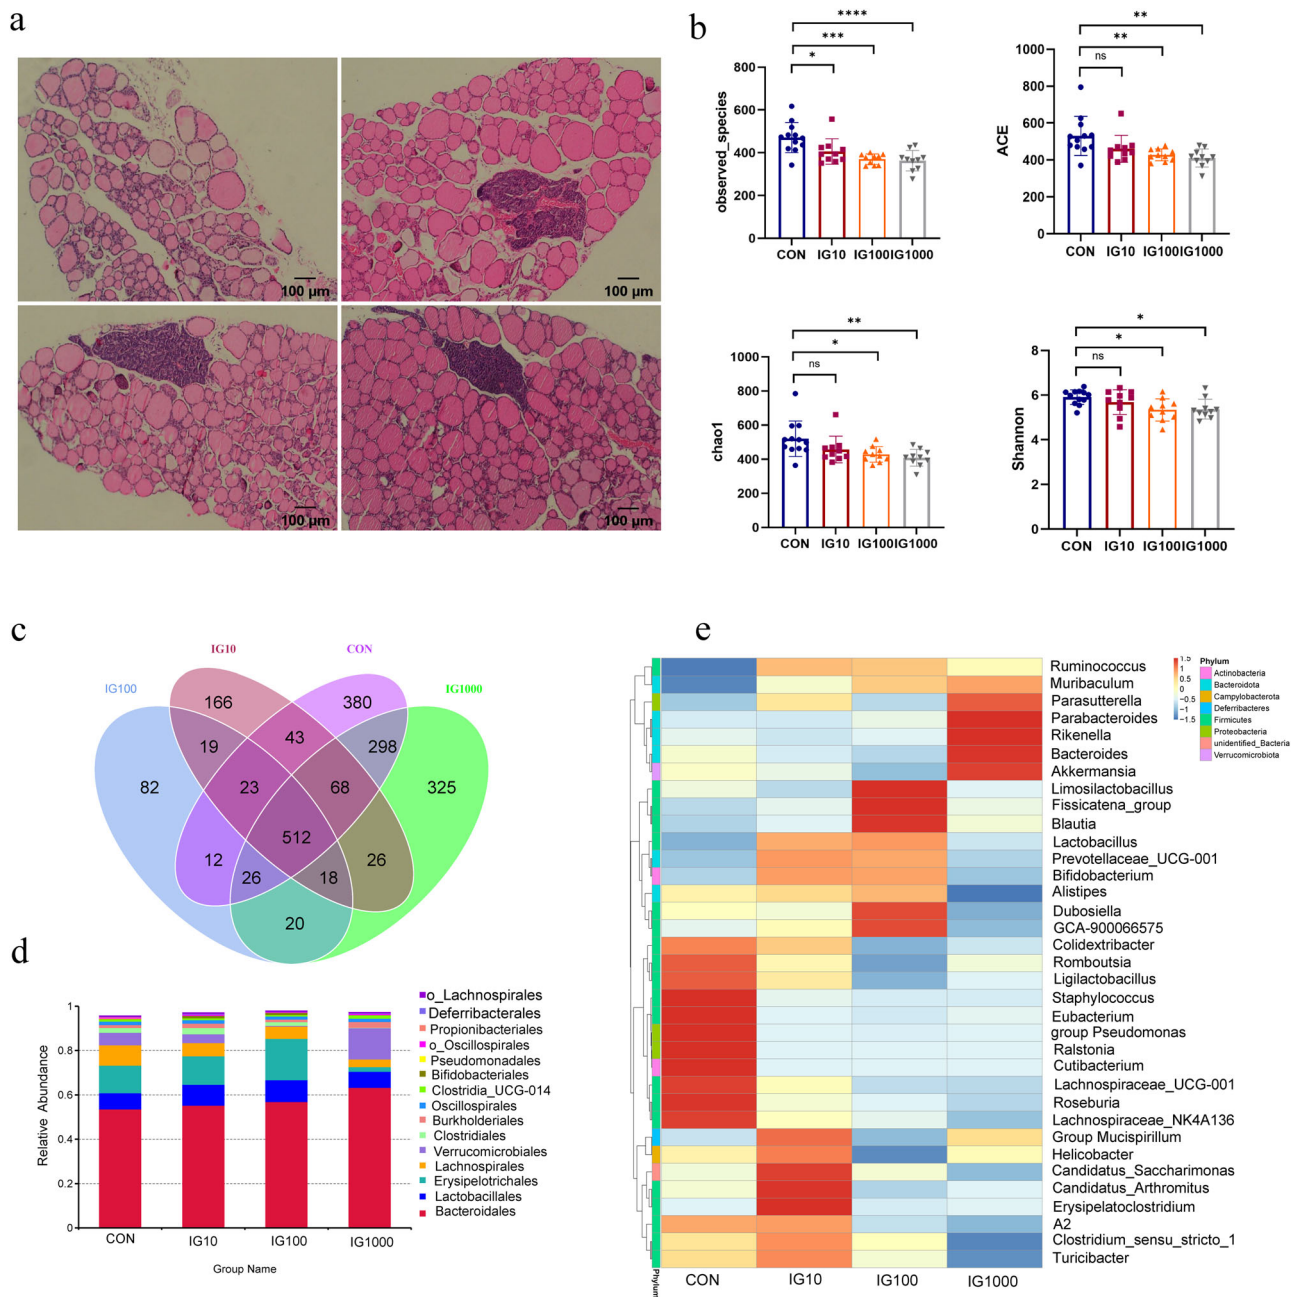 a
100 µm
100 µm
100 µm
100 µm
b
****
***
*
observed_species
800
600
400
200
0
CON IG10 IG100 IG1000
**
**
ns
ACE
1000
800
600
400
200
0
CON IG10 IG100 IG1000
**
*
ns
chao1
1000
800
600
400
200
0
CON IG10 IG100 IG1000
*
*
ns
Shannon
8
6
4
2
0
CON IG10 IG100 IG1000
c
IG10
CON
IG100
IG1000
166
380
19
43
298
82
23
68
325
512
12
26
18
26
20
d
Relative Abundance
1
0.8
0.6
0.4
0.2
0
CON IG10 IG100 IG1000
Group Name
o_Lachnospirales
Deferribacterales
Propionibacteriales
o_Oscillospirales
Pseudomonadales
Bifidobacteriales
Clostridia_UCG-014
Oscillospirales
Burkholderiales
Clostridiales
Verrucomicrobiales
Lachnospirales
Erysipelotrichales
Lactobacillales
Bacteroidales
e
Ruminococcus
Muribaculum
Parasutterella
Parabacteroides
Rikenella
Bacteroides
Akkermansia
Limosilactobacillus
Fissicatena_group
Blautia
Lactobacillus
Prevotellaceae_UCG-001
Bifidobacterium
Alistipes
Dubosiella
GCA-900066575
Colidextribacter
Romboutsia
Ligilactobacillus
Staphylococcus
Eubacterium
group Pseudomonas
Ralstonia
Cutibacterium
Lachnospiraceae_UCG-001
Roseburia
Lachnospiraceae_NK4A136
Group Mucispirillum
Helicobacter
Candidatus_Saccharimonas
Candidatus_Arthromitus
Erysipelatoclostridium
A2
Clostridium_sensu_stricto_1
Turicibacter
Phylum
CON IG10 IG100 IG1000
1.5
1
0.5
0
−0.5
−1
−1.5
Phylum
Actinobacteria
Bacteroidota
Campylobacterota
Deferribacteres
Firmicutes
Proteobacteria
unidentified_Bacteria
Verrucomicrobiota